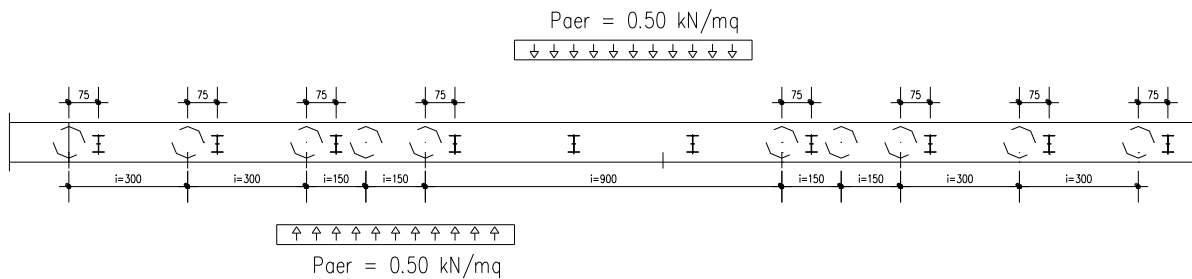 Paer = 0.50 kN/mq
75 75 75 75 75 75 75 75
i=300 i=300 i=150 i=150 i=900 i=150 i=150 i=300 i=300
Paer = 0.50 kN/mq